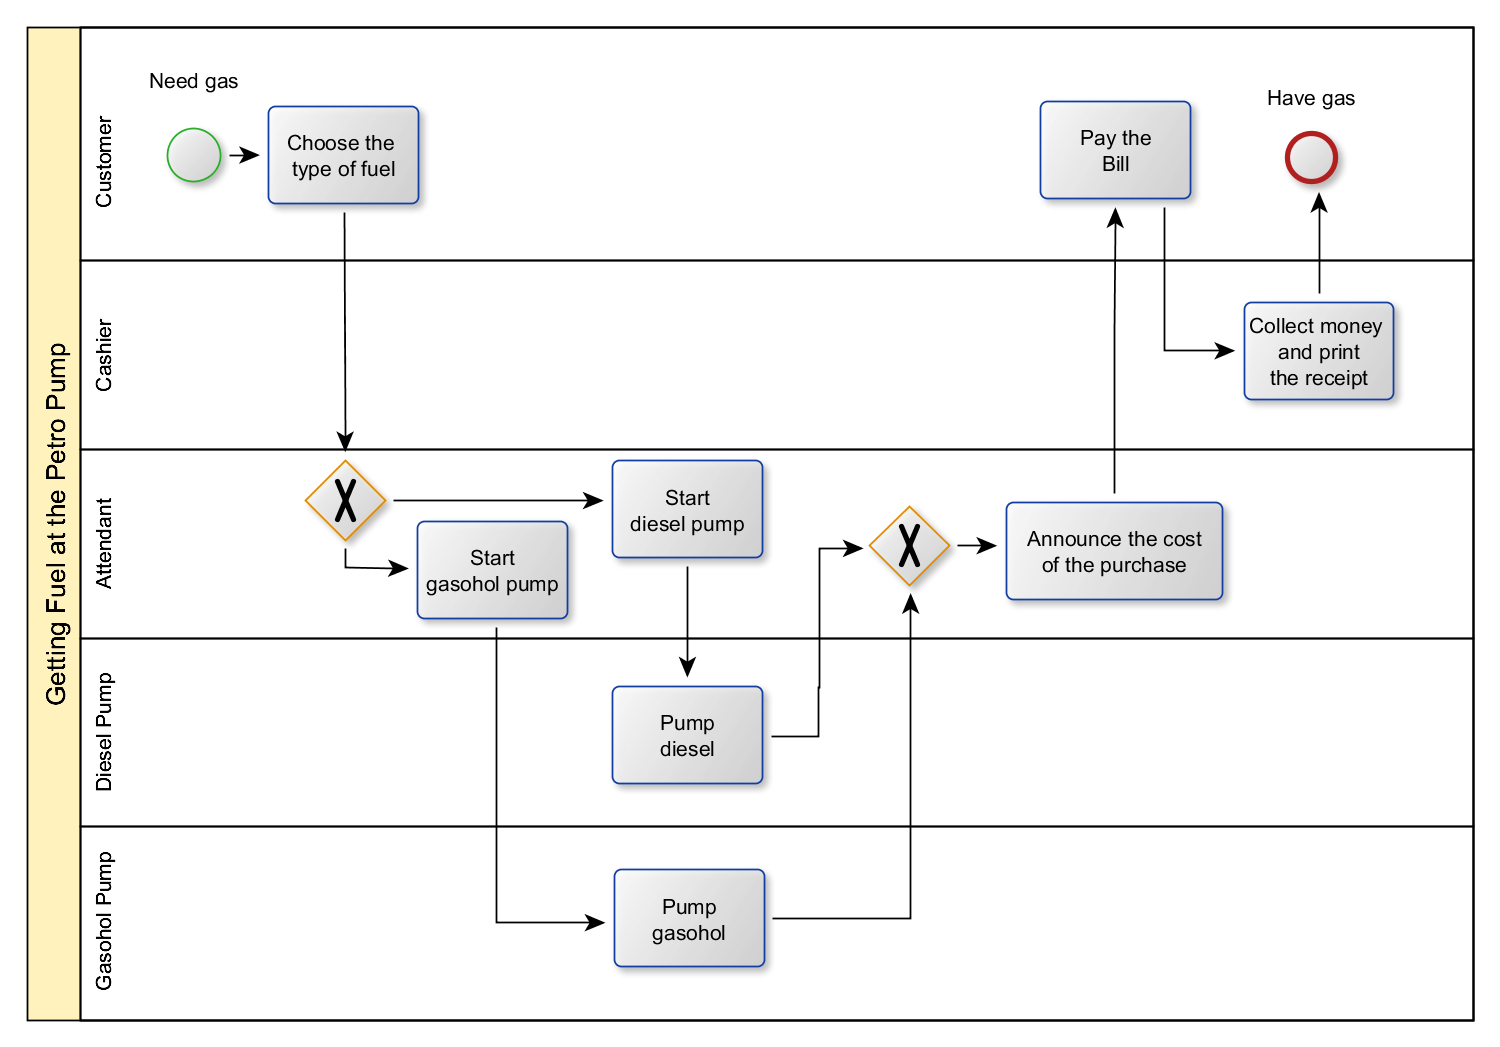 Getting Fuel at the Petro Pump
Customer
Need gas
Choose the
type of fuel
Pay the
Bill
Have gas
Cashier
Collect money
and print
the receipt
Attendant
X
Start
gasohol pump
Start
diesel pump
X
Announce the cost
of the purchase
Diesel Pump
Pump
diesel
Gasohol Pump
Pump
gasohol